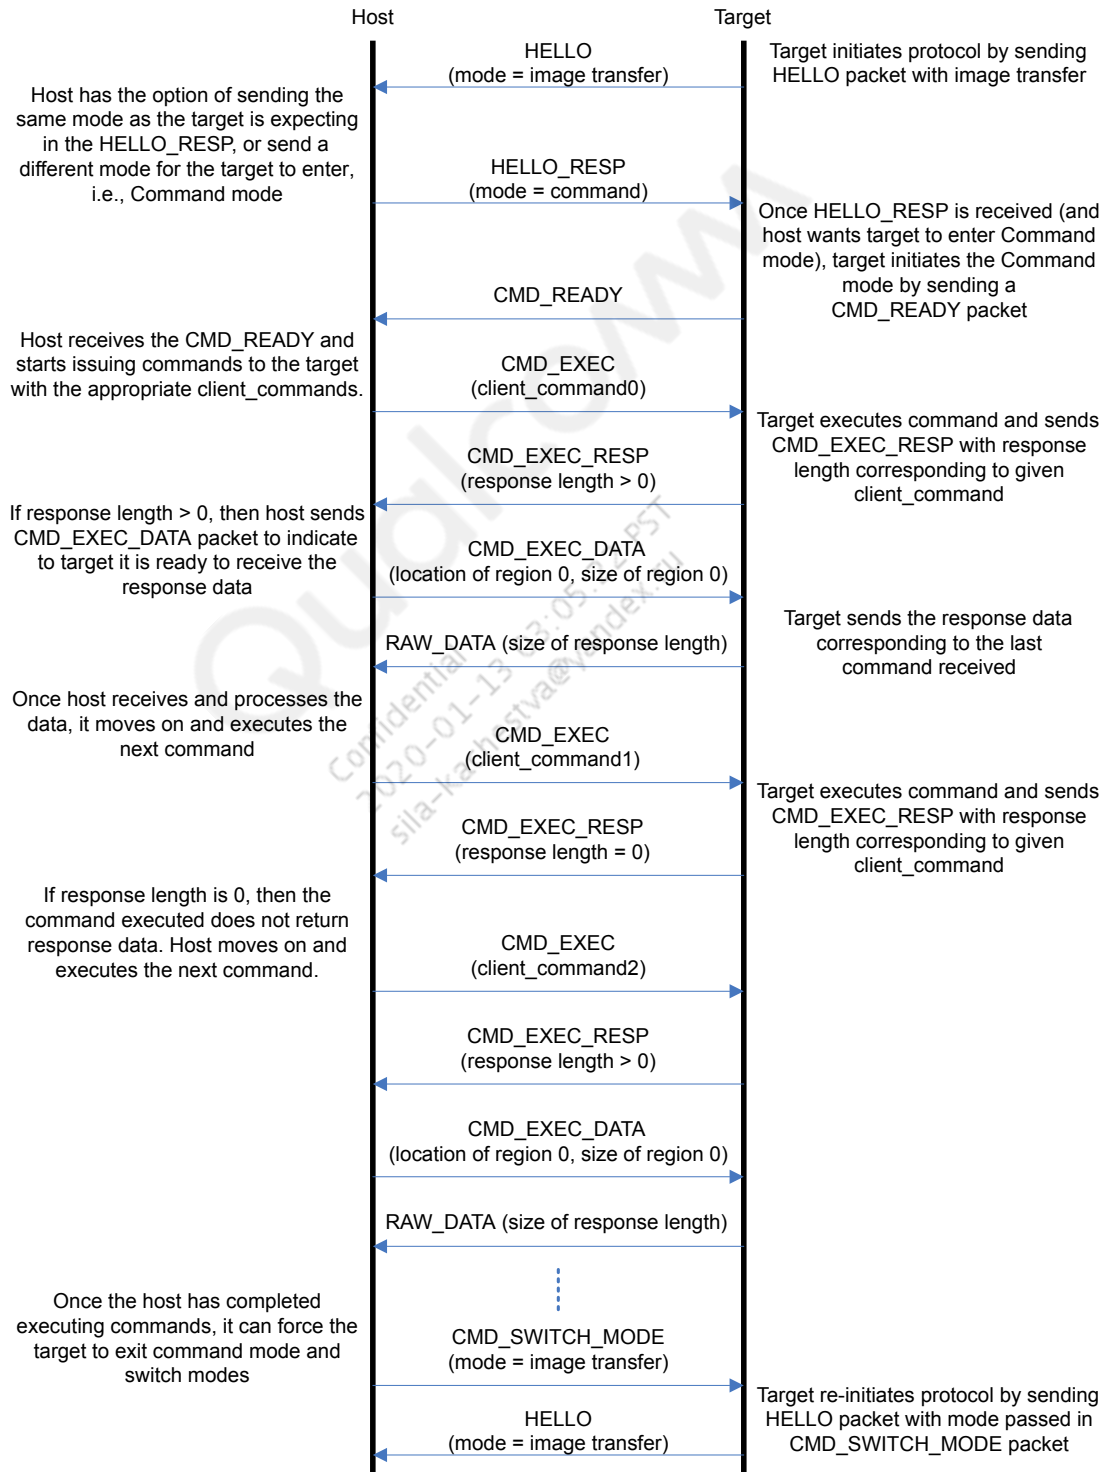 Host
Target
HELLO
(mode = image transfer)
Target initiates protocol by sending
HELLO packet with image transfer
Host has the option of sending the
same mode as the target is expecting
in the HELLO_RESP, or send a
different mode for the target to enter,
i.e., Command mode
HELLO_RESP
(mode = command)
Once HELLO_RESP is received (and
host wants target to enter Command
mode), target initiates the Command
mode by sending a
CMD_READY packet
CMD_READY
Host receives the CMD_READY and
starts issuing commands to the target
with the appropriate client_commands.
CMD_EXEC
(client_command0)
Target executes command and sends
CMD_EXEC_RESP with response
length corresponding to given
client_command
CMD_EXEC_RESP
(response length > 0)
If response length > 0, then host sends
CMD_EXEC_DATA packet to indicate
to target it is ready to receive the
response data
CMD_EXEC_DATA
(location of region 0, size of region 0)
Target sends the response data
corresponding to the last
command received
RAW_DATA (size of response length)
Once host receives and processes the
data, it moves on and executes the
next command
CMD_EXEC
(client_command1)
Target executes command and sends
CMD_EXEC_RESP with response
length corresponding to given
client_command
CMD_EXEC_RESP
(response length = 0)
If response length is 0, then the
command executed does not return
response data. Host moves on and
executes the next command.
CMD_EXEC
(client_command2)
CMD_EXEC_RESP
(response length > 0)
CMD_EXEC_DATA
(location of region 0, size of region 0)
RAW_DATA (size of response length)
Once the host has completed
executing commands, it can force the
target to exit command mode and
switch modes
CMD_SWITCH_MODE
(mode = image transfer)
Target re-initiates protocol by sending
HELLO packet with mode passed in
CMD_SWITCH_MODE packet
HELLO
(mode = image transfer)
Qualcomm
Confidential
PST